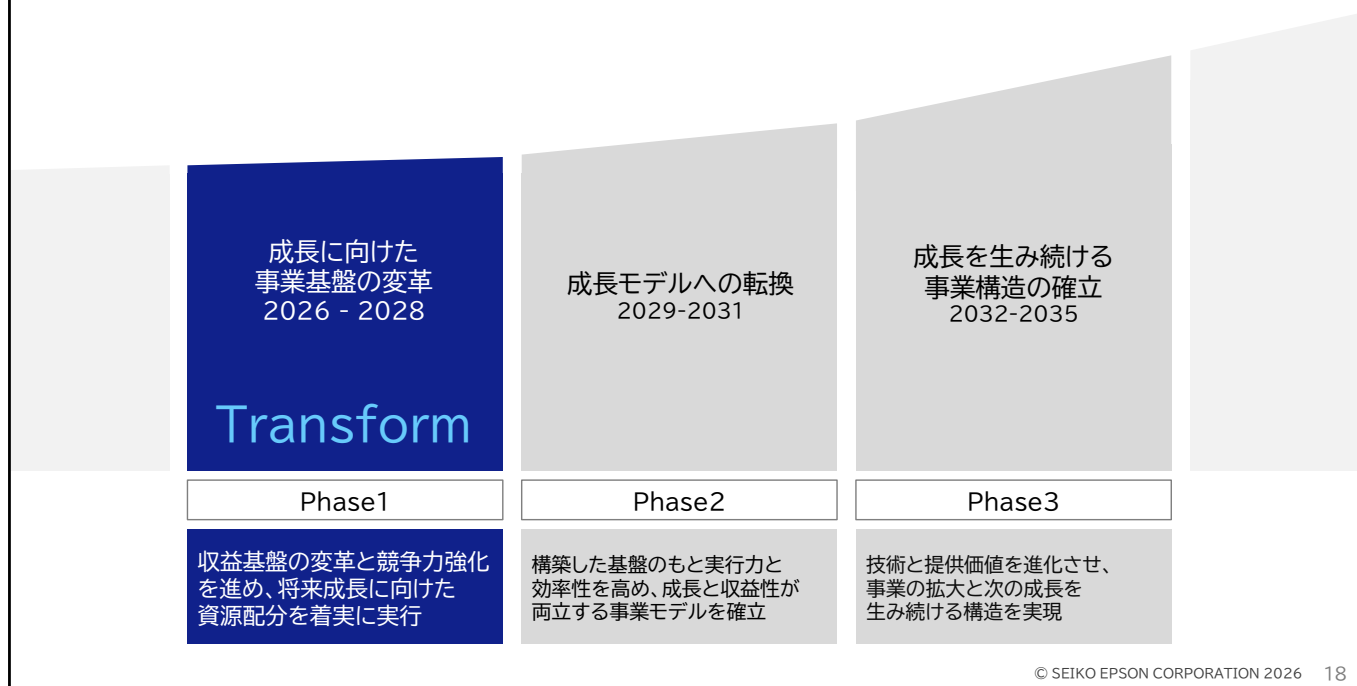 成長に向けた
事業基盤の変革
2026 - 2028
Transform
成長モデルへの転換
2029-2031
成長を生み続ける
事業構造の確立
2032-2035
Phase1
Phase2
Phase3
収益基盤の変革と競争力強化
を進め、将来成長に向けた
資源配分を着実に実行
構築した基盤のもと実行力と
効率性を高め、成長と収益性が
両立する事業モデルを確立
技術と提供価値を進化させ、
事業の拡大と次の成長を
生み続ける構造を実現
© SEIKO EPSON CORPORATION 2026 18